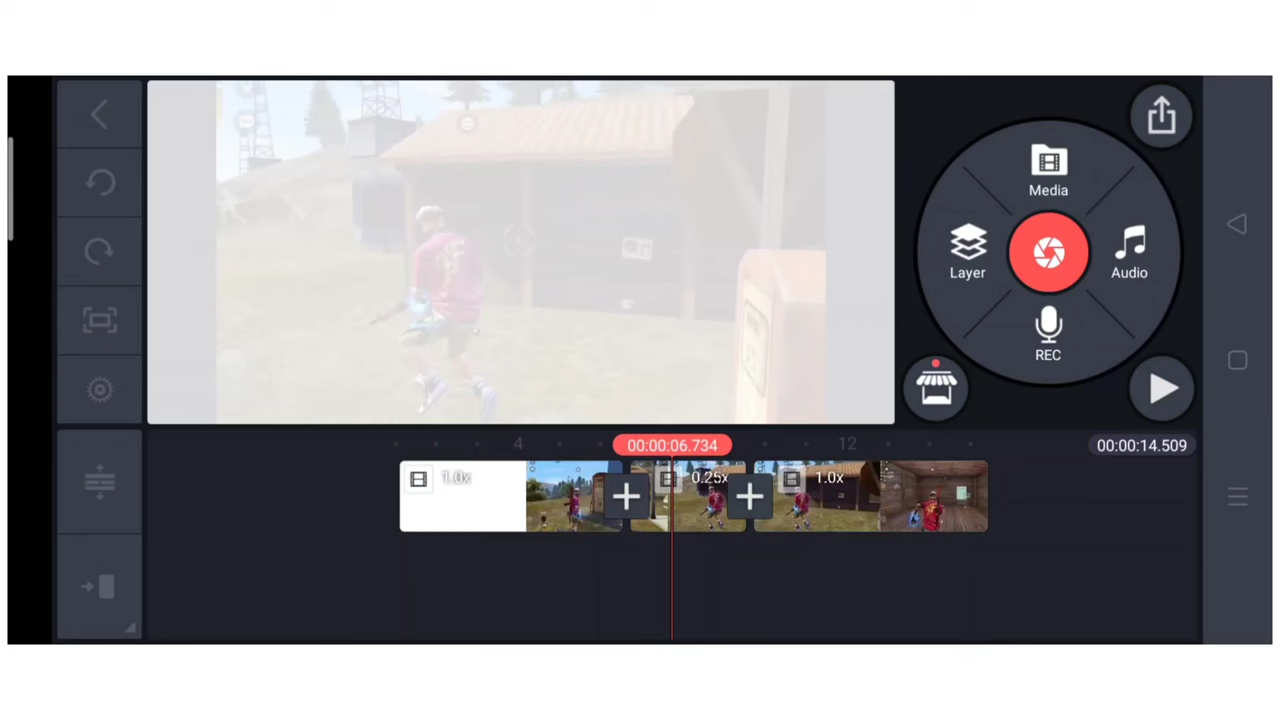 Media
Layer
Audio
REC
4
00:00:06.734
12
00:00:14.509
1.0x
0.25x
1.0x